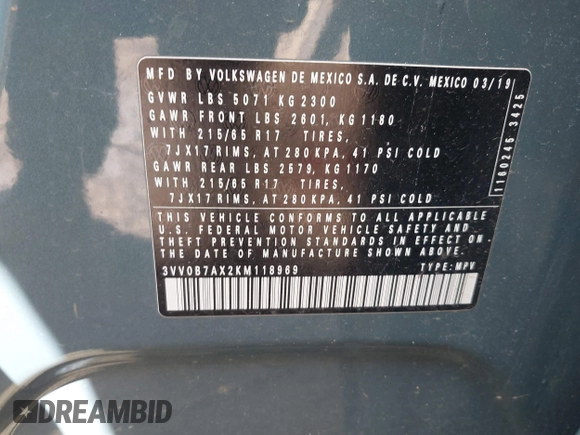 MFD BY VOLKSWAGEN DE MEXICO S.A. DE C.V. MEXICO 03/19
GVWR LBS 5071 KG 2300
GAWR FRONT LBS 2601, KG 1180
WITH 215/65 R17 TIRES,
7JX17 RIMS, AT 280 KPA, 41 PSI COLD
GAWR REAR LBS 2579, KG 1170
WITH 215/65 R17 TIRES,
7JX17 RIMS, AT 280 KPA, 41 PSI COLD
THIS VEHICLE CONFORMS TO ALL APPLICABLE
U.S. FEDERAL MOTOR VEHICLE SAFETY AND
THEFT PREVENTION STANDARDS IN EFFECT ON
THE DATE OF MANUFACTURE SHOWN ABOVE.
3VV0B7AX2KM118969 TYPE: MPV
1160245 3425
DREAMBID